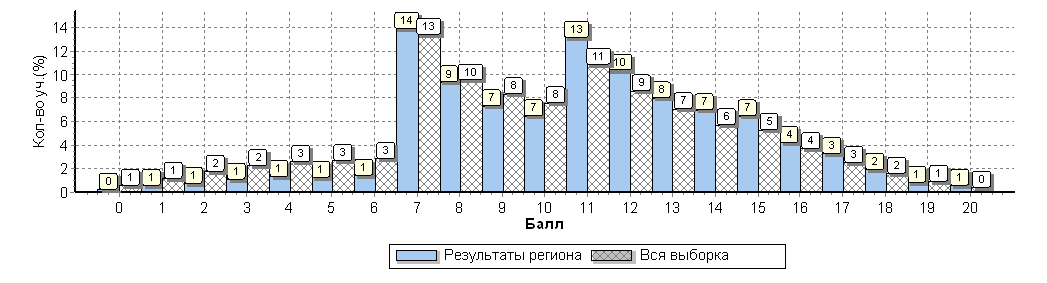 Кол-во уч.(%)
14
12
10
8
6
4
2
0
0 1 1 1 1 2 1 2 1 3 1 3 1 3 14 13 9 10 7 8 7 8 13 11 10 9 8 7 7 6 7 5 4 4 3 3 2 2 1 1 1 0
0 1 2 3 4 5 6 7 8 9 10 11 12 13 14 15 16 17 18 19 20
Балл
Результаты региона Вся выборка